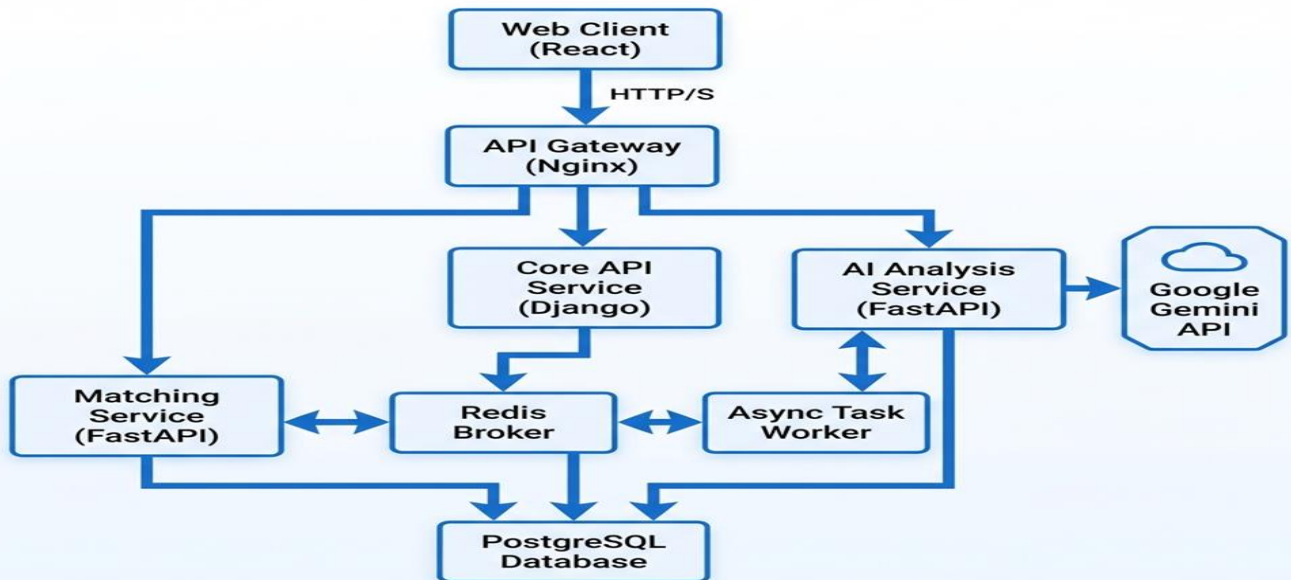 Web Client
(React)
HTTP/S
API Gateway
(Nginx)
Core API
Service
(Django)
AI Analysis
Service
(FastAPI)
Google
Gemini
API
Matching
Service
(FastAPI)
Redis
Broker
Async Task
Worker
PostgreSQL
Database